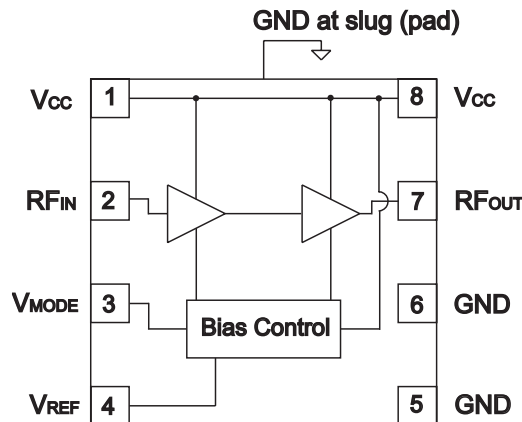 GND at slug (pad)
VCC 1 8 VCC
RFIN 2 7 RFOUT
VMODE 3 6 GND
Bias Control
VREF 4 5 GND